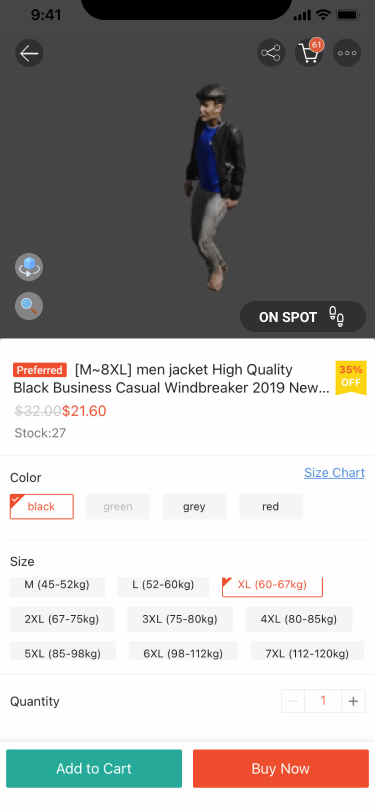 9:41
61
ON SPOT
Preferred [M~8XL] men jacket High Quality
Black Business Casual Windbreaker 2019 New...
35%
OFF
$32.00$21.60
Stock:27
Color
Size Chart
black green grey red
Size
M (45-52kg) L (52-60kg) XL (60-67kg)
2XL (67-75kg) 3XL (75-80kg) 4XL (80-85kg)
5XL (85-98kg) 6XL (98-112kg) 7XL (112-120kg)
Quantity − 1 +
Add to Cart Buy Now